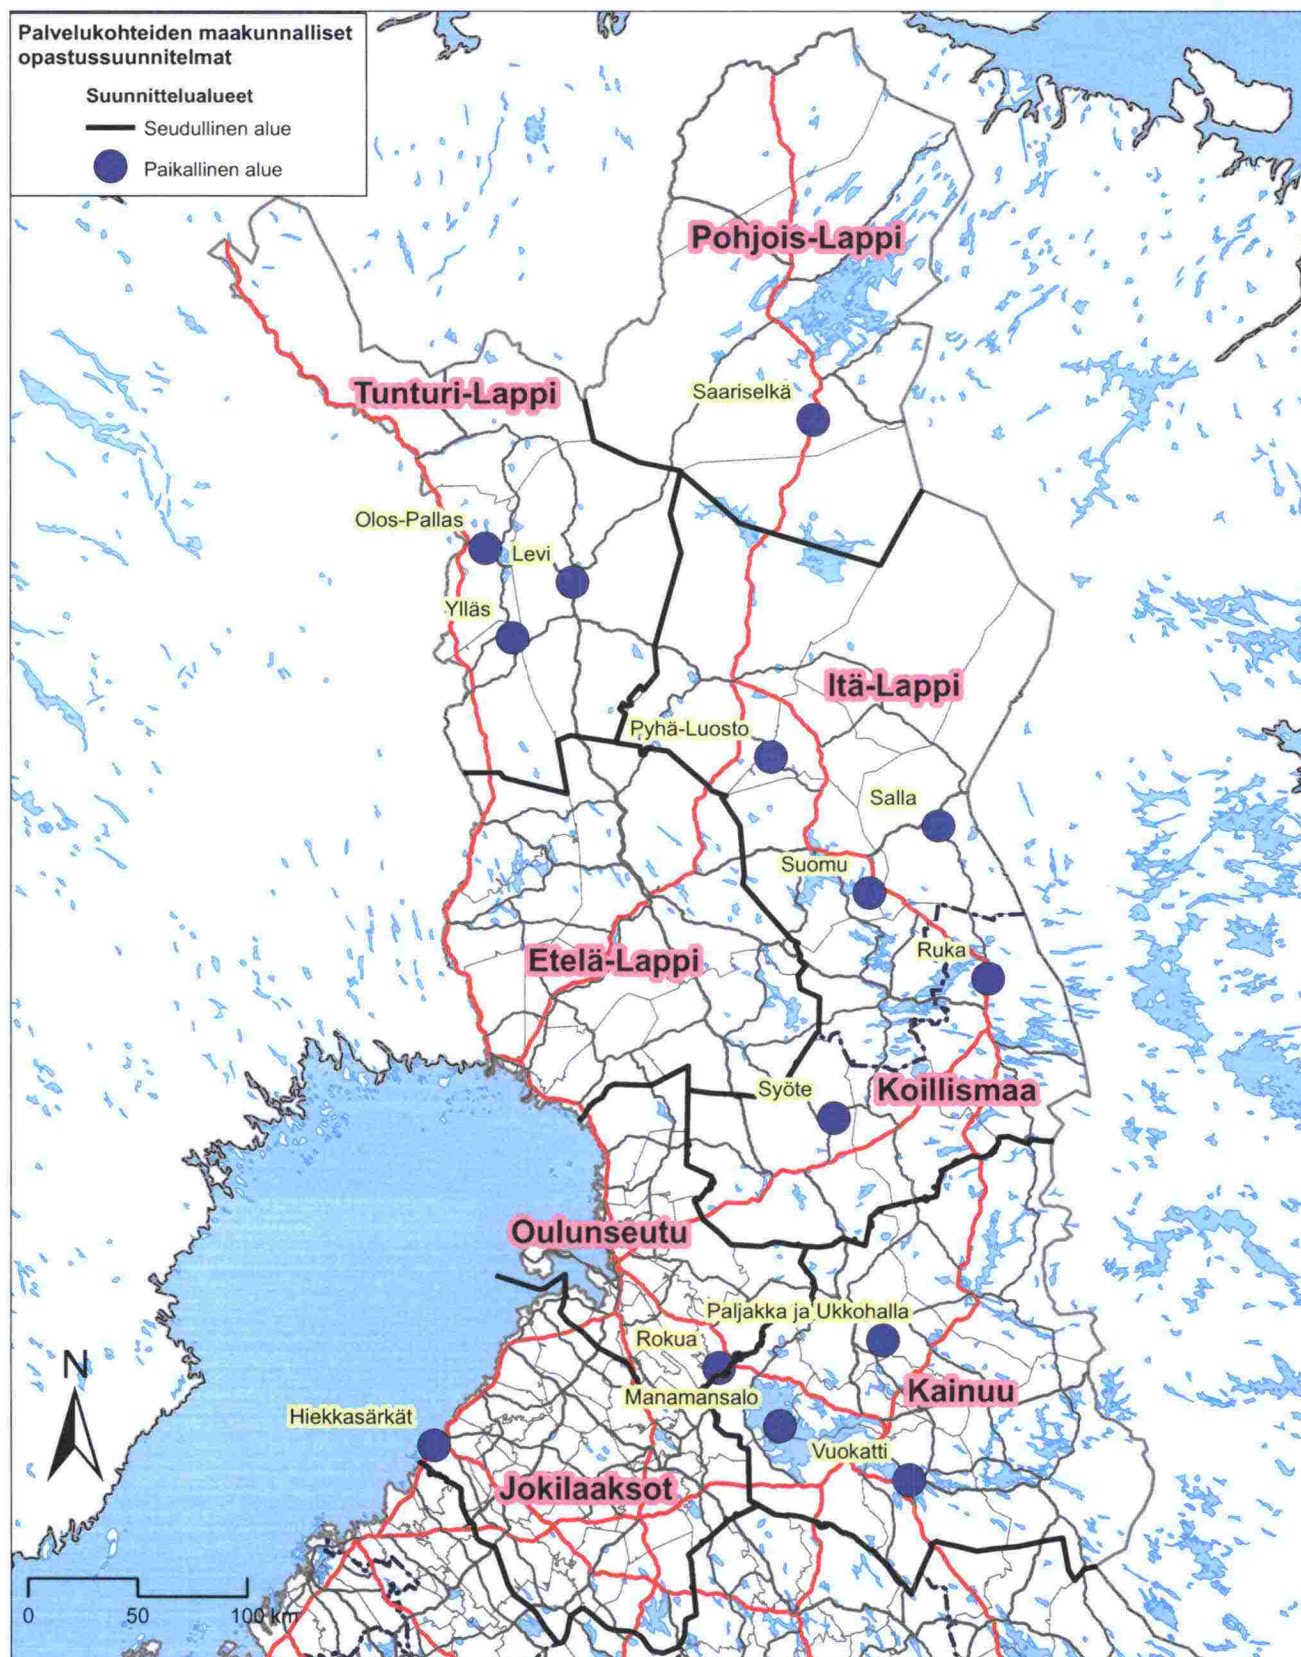 Palvelukohteiden maakunnalliset
opastussuunnitelmat
Suunnittelualueet
Seudullinen alue
Paikallinen alue
Pohjois-Lappi
Tunturi-Lappi
Saariselkä
Olos-Pallas
Levi
Ylläs
Itä-Lappi
Pyhä-Luosto
Salla
Suomu
Ruka
Etelä-Lappi
Syöte
Koillismaa
Oulunseutu
Paljakka ja Ukkohalla
Rokua
Manamansalo
Kainuu
N
Hiekkasärkät
Vuokatti
Jokilaaksot
0 50 100 km